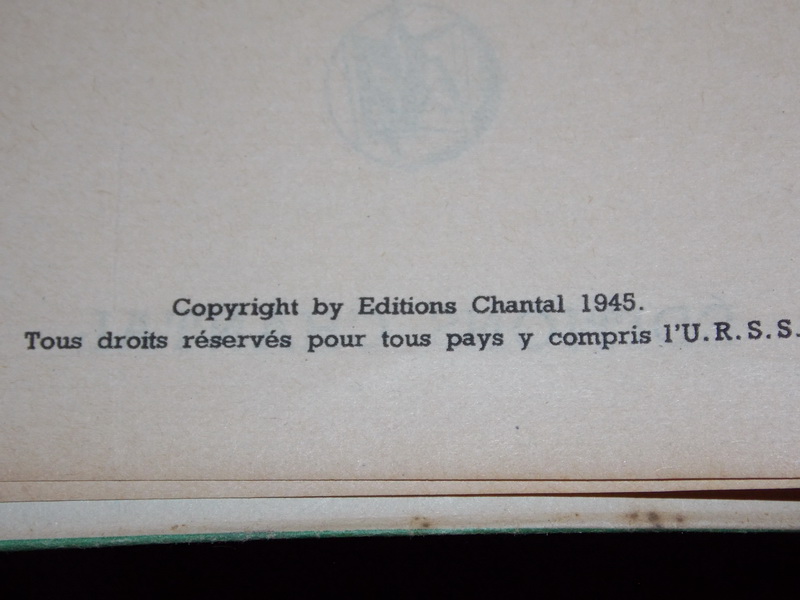 Copyright by Editions Chantal 1945.
Tous droits réservés pour tous pays y compris l'U.R.S.S.